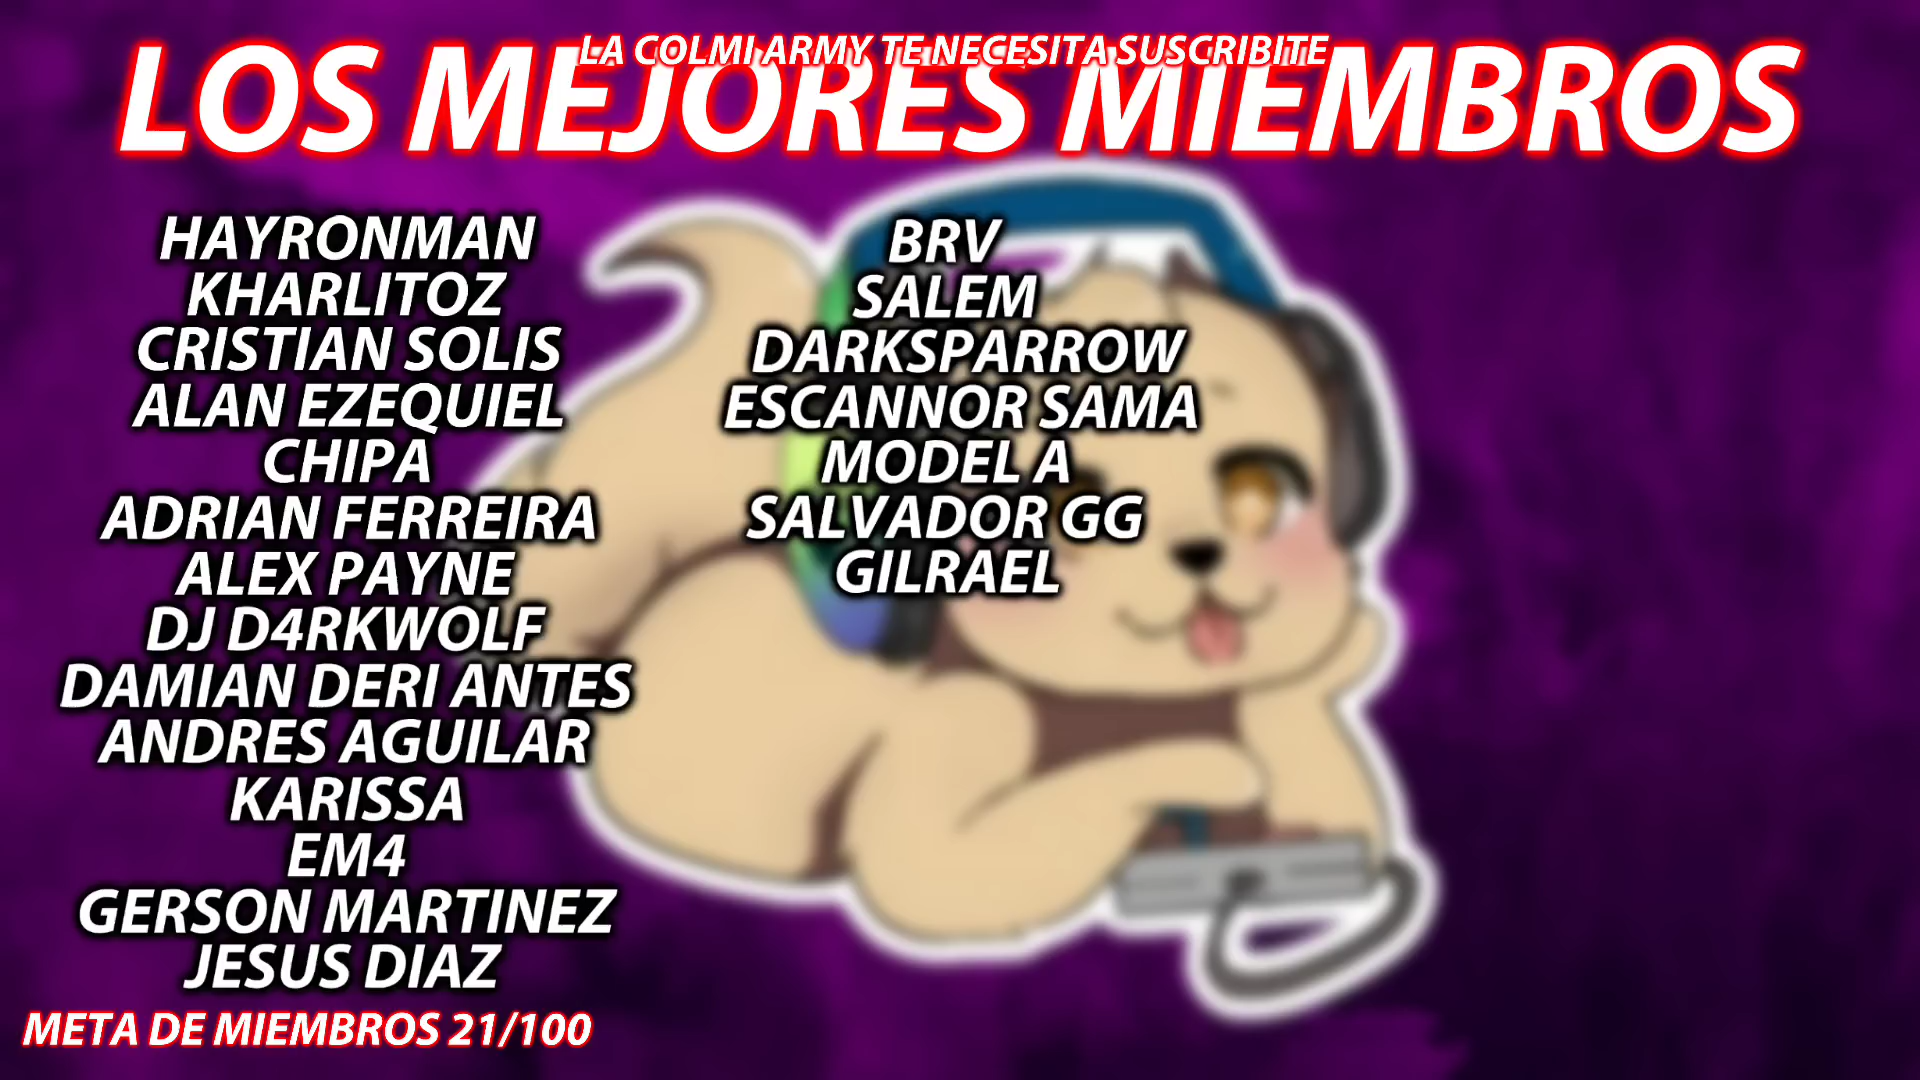 LA COLMI ARMY TE NECESITA SUSCRIBITE
LOS MEJORES MIEMBROS
HAYRONMAN
KHARLITOZ
CRISTIAN SOLIS
ALAN EZEQUIEL
CHIPA
ADRIAN FERREIRA
ALEX PAYNE
DJ D4RKWOLF
DAMIAN DERI ANTES
ANDRES AGUILAR
KARISSA
EM4
GERSON MARTINEZ
JESUS DIAZ
BRV
SALEM
DARKSPARROW
ESCANNOR SAMA
MODEL A
SALVADOR GG
GILRAEL
META DE MIEMBROS 21/100